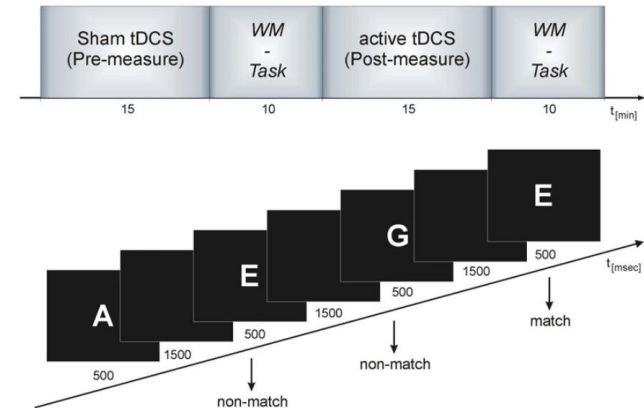 Sham tDCS
(Pre-measure)
WM
-
Task
active tDCS
(Post-measure)
WM
-
Task
15
10
15
10
t[min]
A
500
1500
E
500
non-match
1500
G
500
non-match
1500
E
500
match
t[msec]